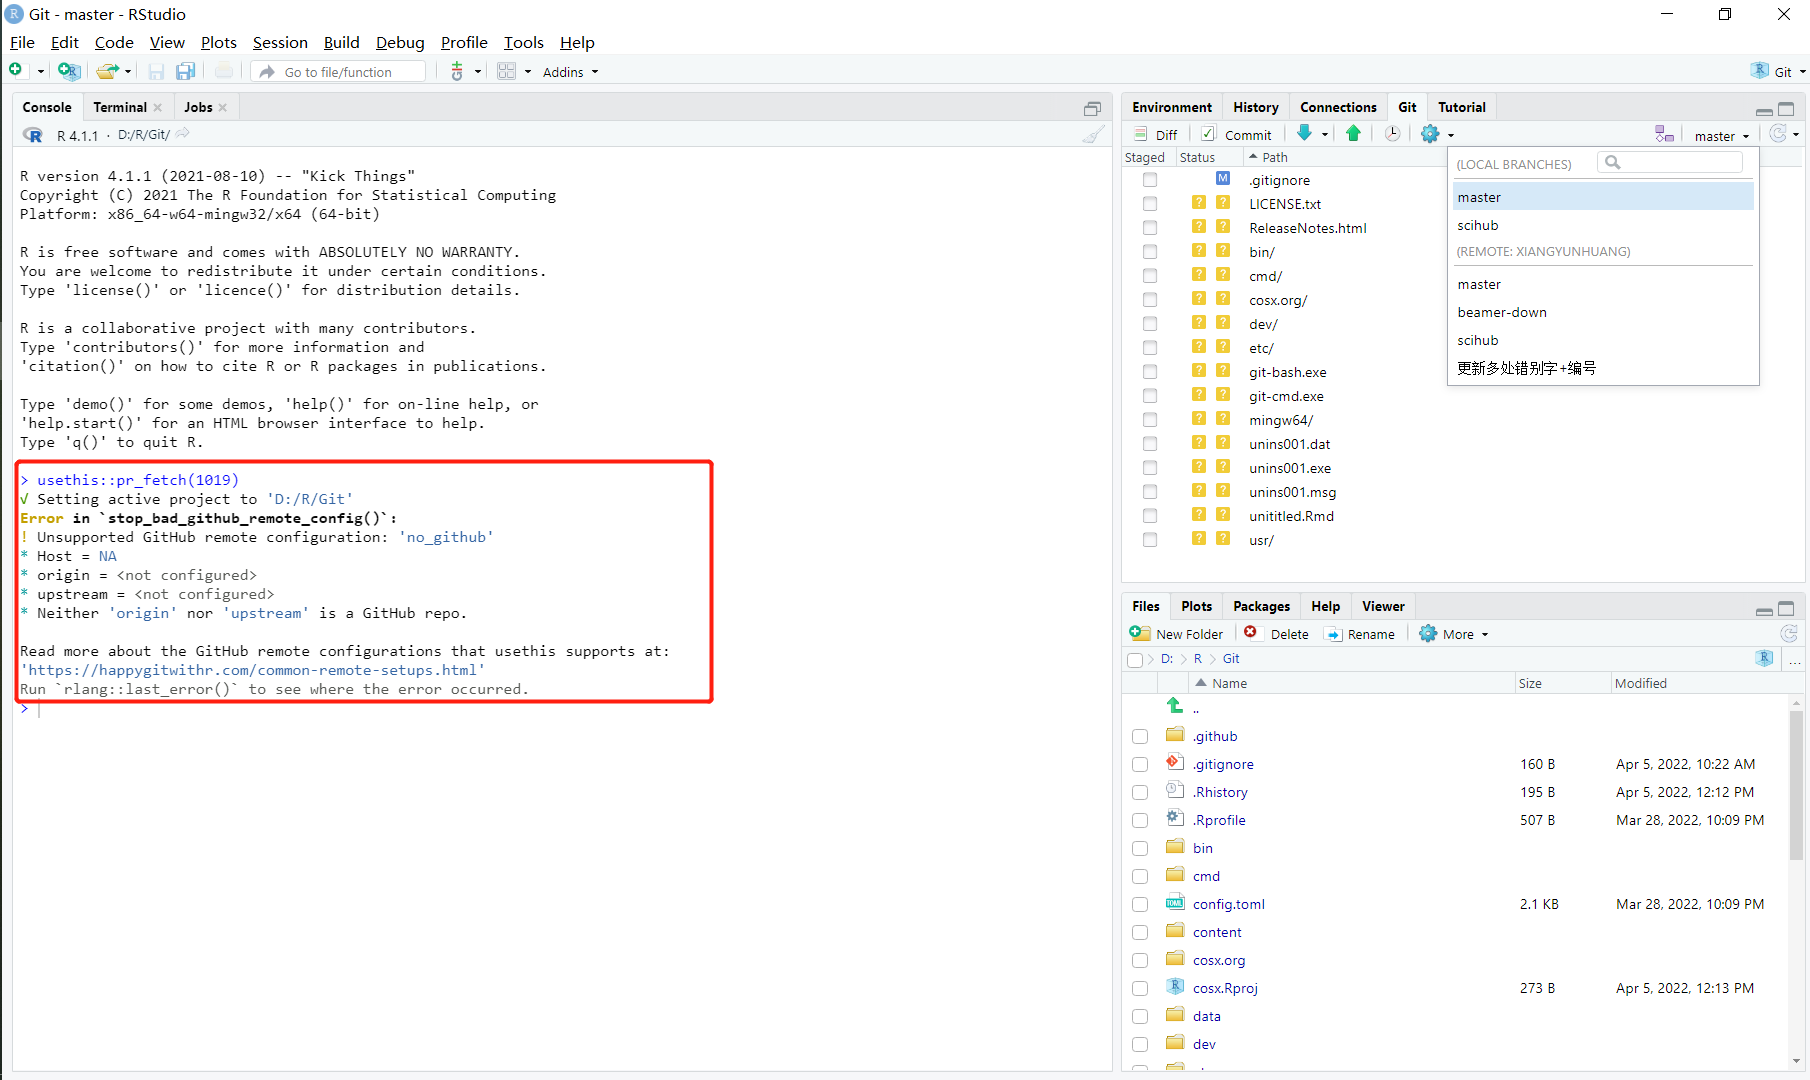 Git - master - RStudio
File Edit Code View Plots Session Build Debug Profile Tools Help
Go to file/function
Addins
Git
Console Terminal Jobs
R 4.1.1 · D:/R/Git/
R version 4.1.1 (2021-08-10) -- "Kick Things"
Copyright (C) 2021 The R Foundation for Statistical Computing
Platform: x86_64-w64-mingw32/x64 (64-bit)
R is free software and comes with ABSOLUTELY NO WARRANTY.
You are welcome to redistribute it under certain conditions.
Type 'license()' or 'licence()' for distribution details.
R is a collaborative project with many contributors.
Type 'contributors()' for more information and
'citation()' on how to cite R or R packages in publications.
Type 'demo()' for some demos, 'help()' for on-line help, or
'help.start()' for an HTML browser interface to help.
Type 'q()' to quit R.
> usethis::pr_fetch(1019)
√ Setting active project to 'D:/R/Git'
Error in `stop_bad_github_remote_config()`:
! Unsupported GitHub remote configuration: 'no_github'
* Host = NA
* origin = <not configured>
* upstream = <not configured>
* Neither 'origin' nor 'upstream' is a GitHub repo.
Read more about the GitHub remote configurations that usethis supports at:
'https://happygitwithr.com/common-remote-setups.html'
Run `rlang::last_error()` to see where the error occurred.
>
Environment History Connections Git Tutorial
Diff Commit master
Staged Status Path
M .gitignore
? ? LICENSE.txt
? ? ReleaseNotes.html
? ? bin/
? ? cmd/
? ? cosx.org/
? ? dev/
? ? etc/
? ? git-bash.exe
? ? git-cmd.exe
? ? mingw64/
? ? unins001.dat
? ? unins001.exe
? ? unins001.msg
? ? unititled.Rmd
? ? usr/
(LOCAL BRANCHES)
master
scihub
(REMOTE: XIANGYUNHUANG)
master
beamer-down
scihub
更新多处错别字+编号
Files Plots Packages Help Viewer
New Folder Delete Rename More
D: R Git ...
Name Size Modified
..
.github
.gitignore 160 B Apr 5, 2022, 10:22 AM
.Rhistory 195 B Apr 5, 2022, 12:12 PM
.Rprofile 507 B Mar 28, 2022, 10:09 PM
bin
cmd
config.toml 2.1 KB Mar 28, 2022, 10:09 PM
content
cosx.org
cosx.Rproj 273 B Apr 5, 2022, 12:13 PM
data
dev